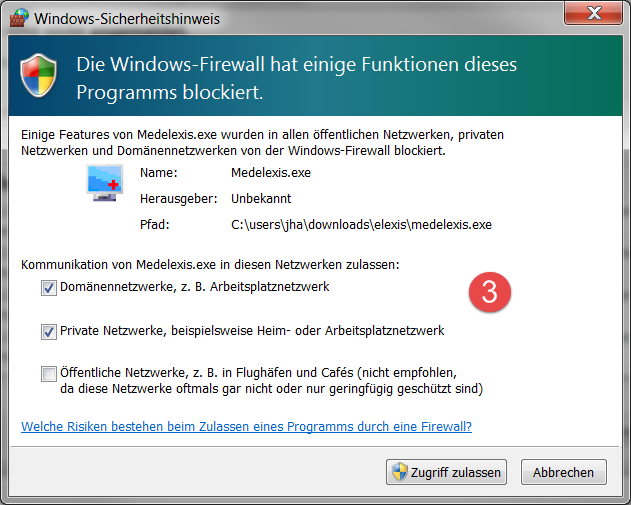 Windows-Sicherheitshinweis
Die Windows-Firewall hat einige Funktionen dieses
Programms blockiert.
Einige Features von Medelexis.exe wurden in allen öffentlichen Netzwerken, privaten
Netzwerken und Domänennetzwerken von der Windows-Firewall blockiert.
Name: Medelexis.exe
Herausgeber: Unbekannt
Pfad: C:\users\jha\downloads\elexis\medelexis.exe
Kommunikation von Medelexis.exe in diesen Netzwerken zulassen:
Domänennetzwerke, z. B. Arbeitsplatznetzwerk
3
Private Netzwerke, beispielsweise Heim- oder Arbeitsplatznetzwerk
Öffentliche Netzwerke, z. B. in Flughäfen und Cafés (nicht empfohlen,
da diese Netzwerke oftmals gar nicht oder nur geringfügig geschützt sind)
Welche Risiken bestehen beim Zulassen eines Programms durch eine Firewall?
Zugriff zulassen Abbrechen